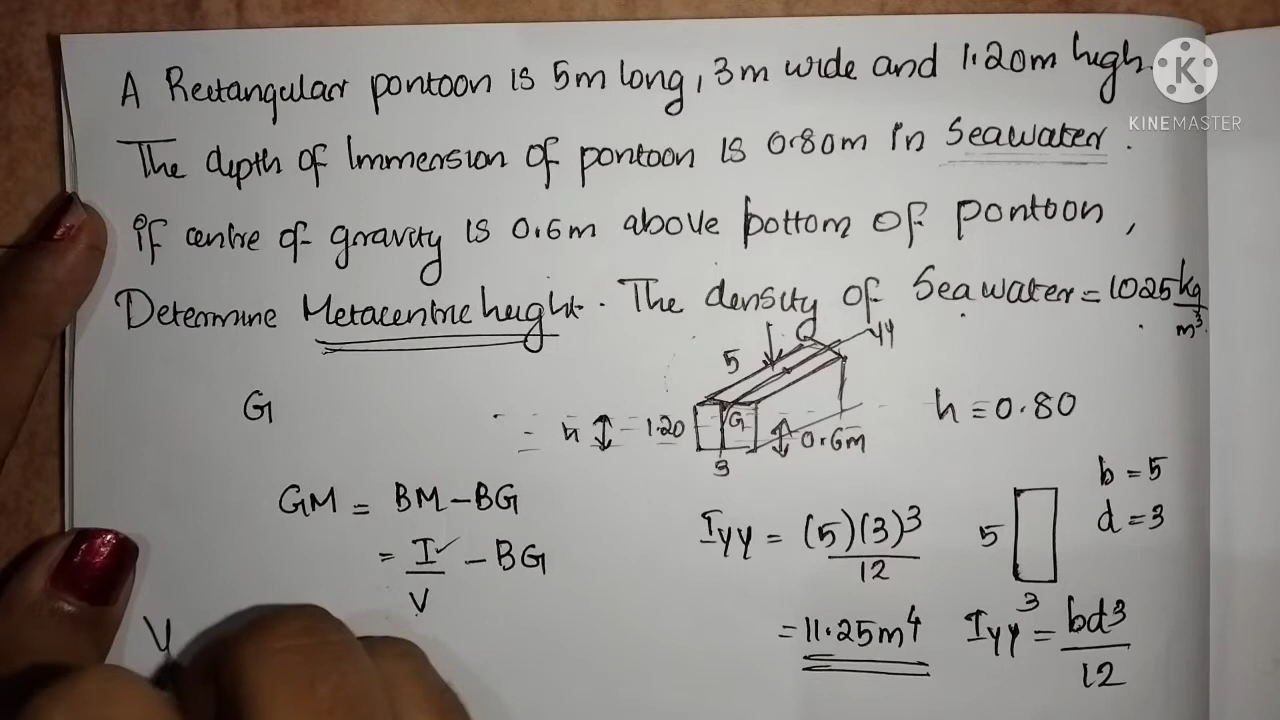 A Rectangular pontoon is 5m long, 3m wide and 1.20m high.
KINEMASTER
The depth of Immersion of pontoon is 0.80m in Seawater.
if centre of gravity is 0.6m above bottom of pontoon,
Determine Metacentric height. The density of Seawater = 1025 kg/m³.
5
YY
G
h
1.20
G
0.6m
3
h = 0.80
GM = BM - BG
= I/V - BG
Iyy = (5)(3)³/12
= 11.25m⁴
5
3
b = 5
d = 3
Iyy = bd³/12
V